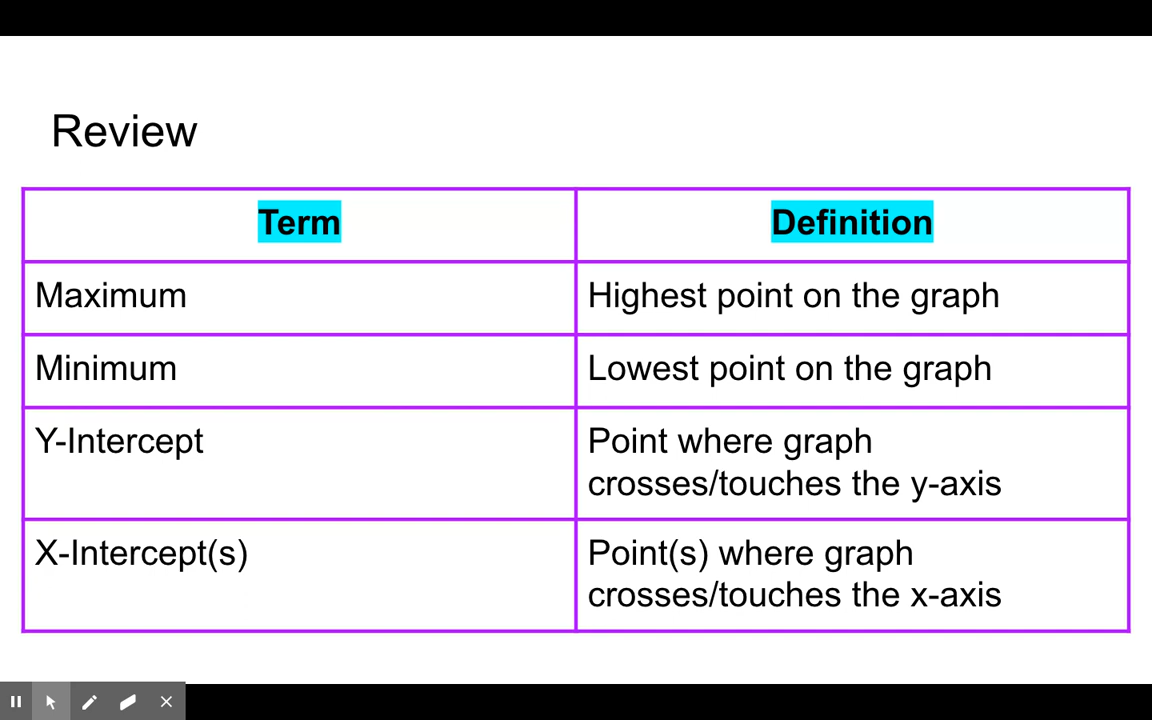 Review
Term
Definition
Maximum
Highest point on the graph
Minimum
Lowest point on the graph
Y-Intercept
Point where graph
crosses/touches the y-axis
X-Intercept(s)
Point(s) where graph
crosses/touches the x-axis